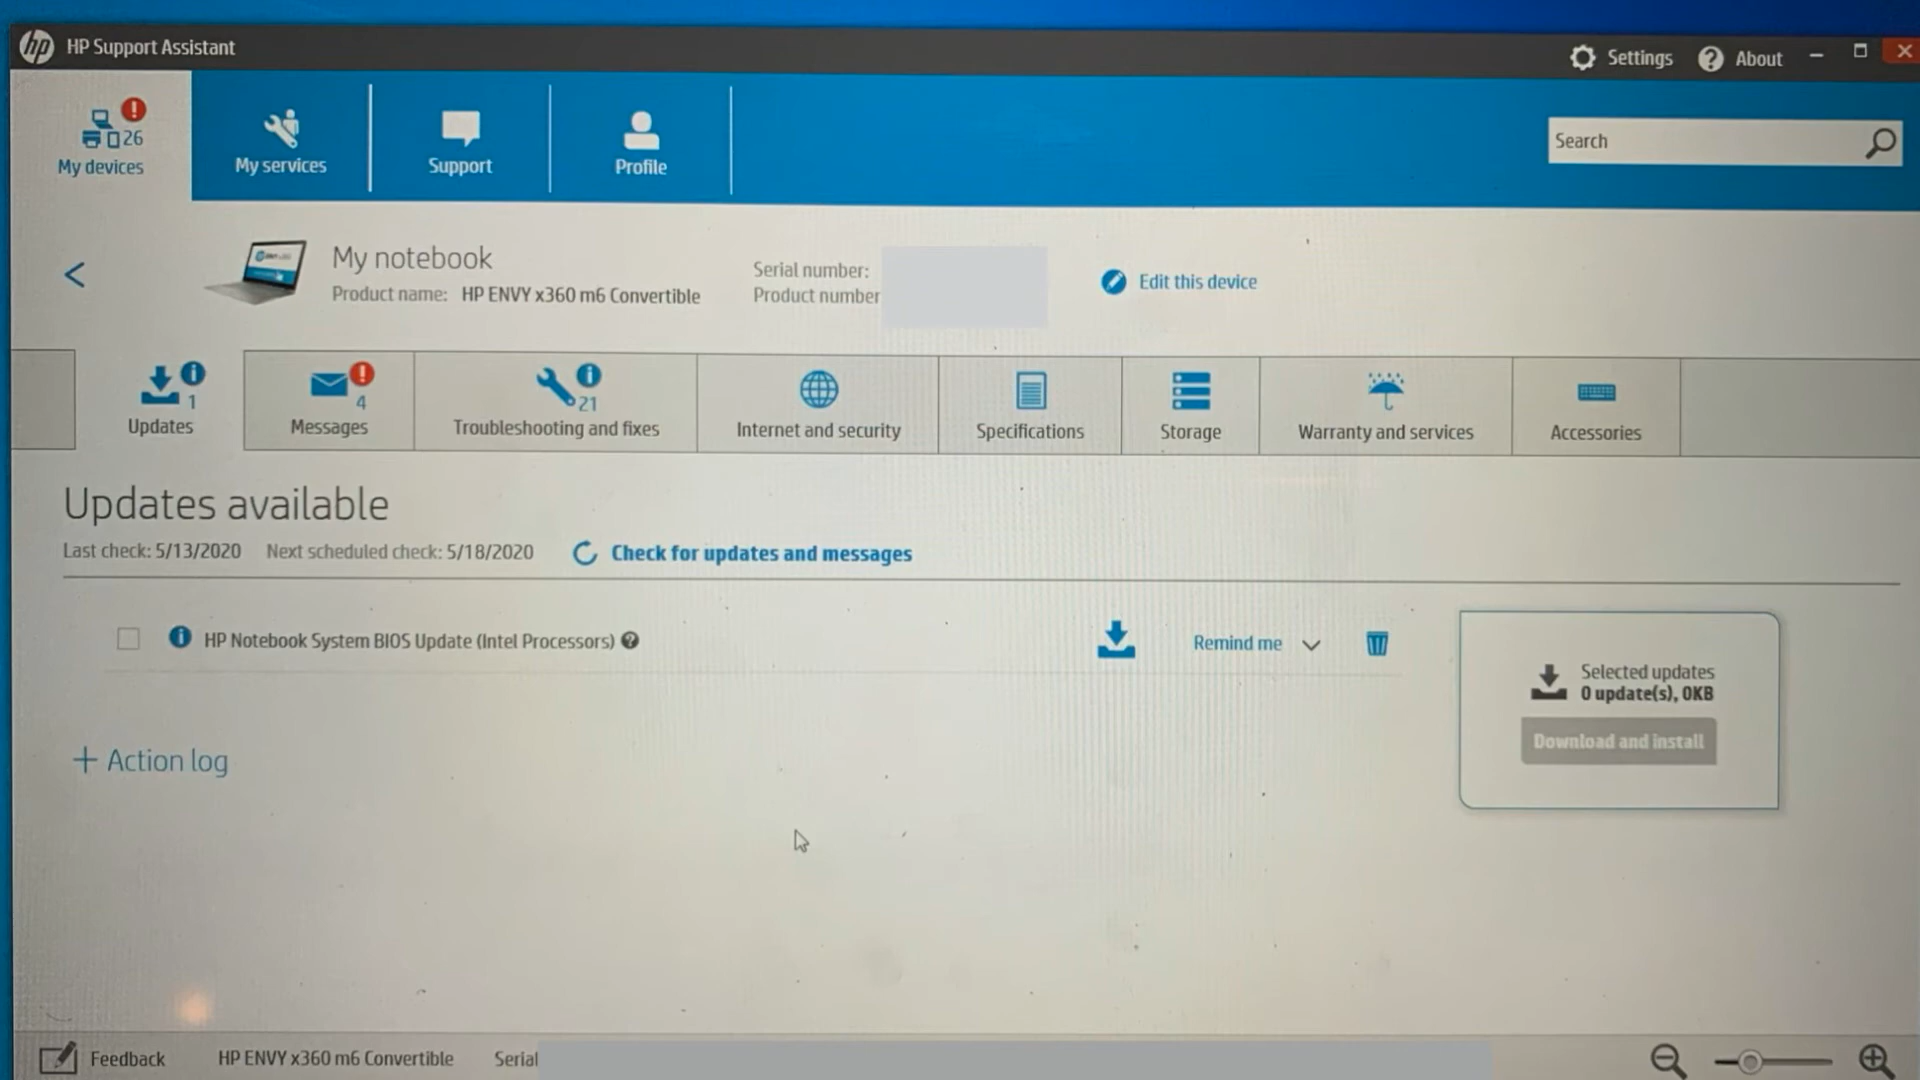 hp HP Support Assistant
Settings About
26
My devices
My services
Support
Profile
Search
My notebook
Product name: HP ENVY x360 m6 Convertible
Serial number:
Product number
Edit this device
1
Updates
4
Messages
21
Troubleshooting and fixes
Internet and security
Specifications
Storage
Warranty and services
Accessories
Updates available
Last check: 5/13/2020 Next scheduled check: 5/18/2020 Check for updates and messages
HP Notebook System BIOS Update (Intel Processors)
Remind me
Selected updates
0 update(s), 0KB
Download and install
+ Action log
Feedback HP ENVY x360 m6 Convertible Serial